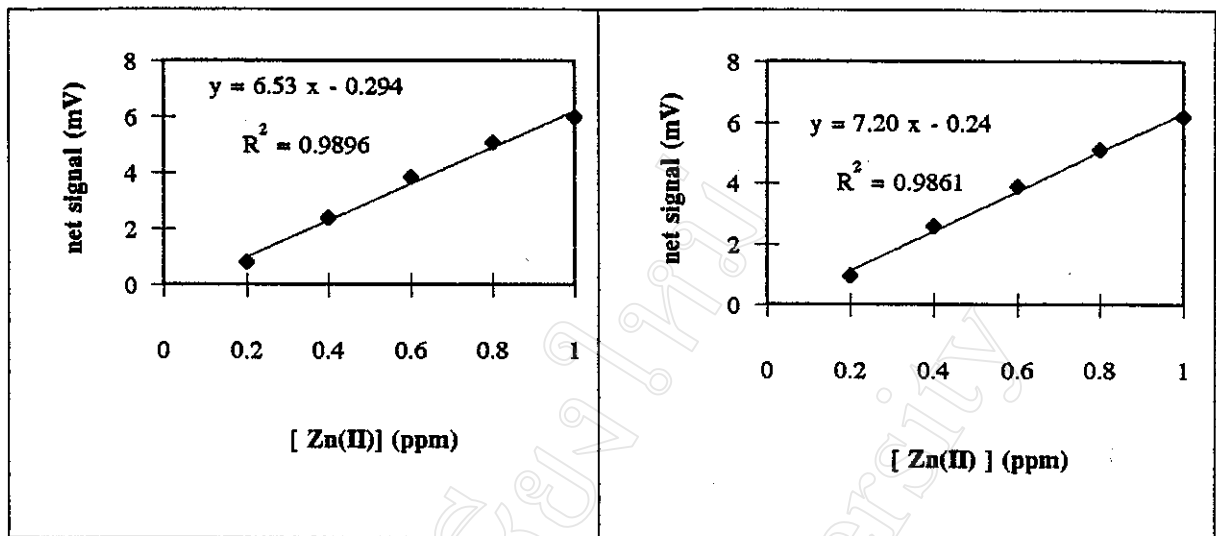 8
6
4
2
0
net signal (mV)
y = 6.53 x - 0.294
R² = 0.9896
0 0.2 0.4 0.6 0.8 1
[ Zn(II)] (ppm)
8
6
4
2
0
net signal (mV)
y = 7.20 x - 0.24
R² = 0.9861
0 0.2 0.4 0.6 0.8 1
[ Zn(II) ] (ppm)
ersity